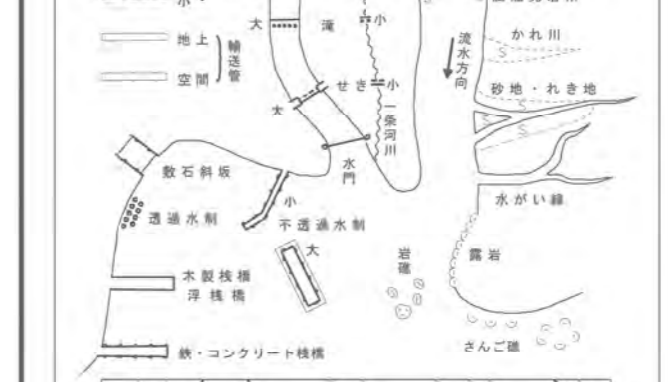 小
地上
空間
輸送管
大
滝
小
大
せき
小
一条河川
水門
流水方向
かれ川
S
砂地・れき地
S
S
S
水がい線
敷石斜坂
透過水制
小
不透過水制
大
木製桟橋
浮桟橋
鉄・コンクリート桟橋
岩礁
露岩
さんご礁